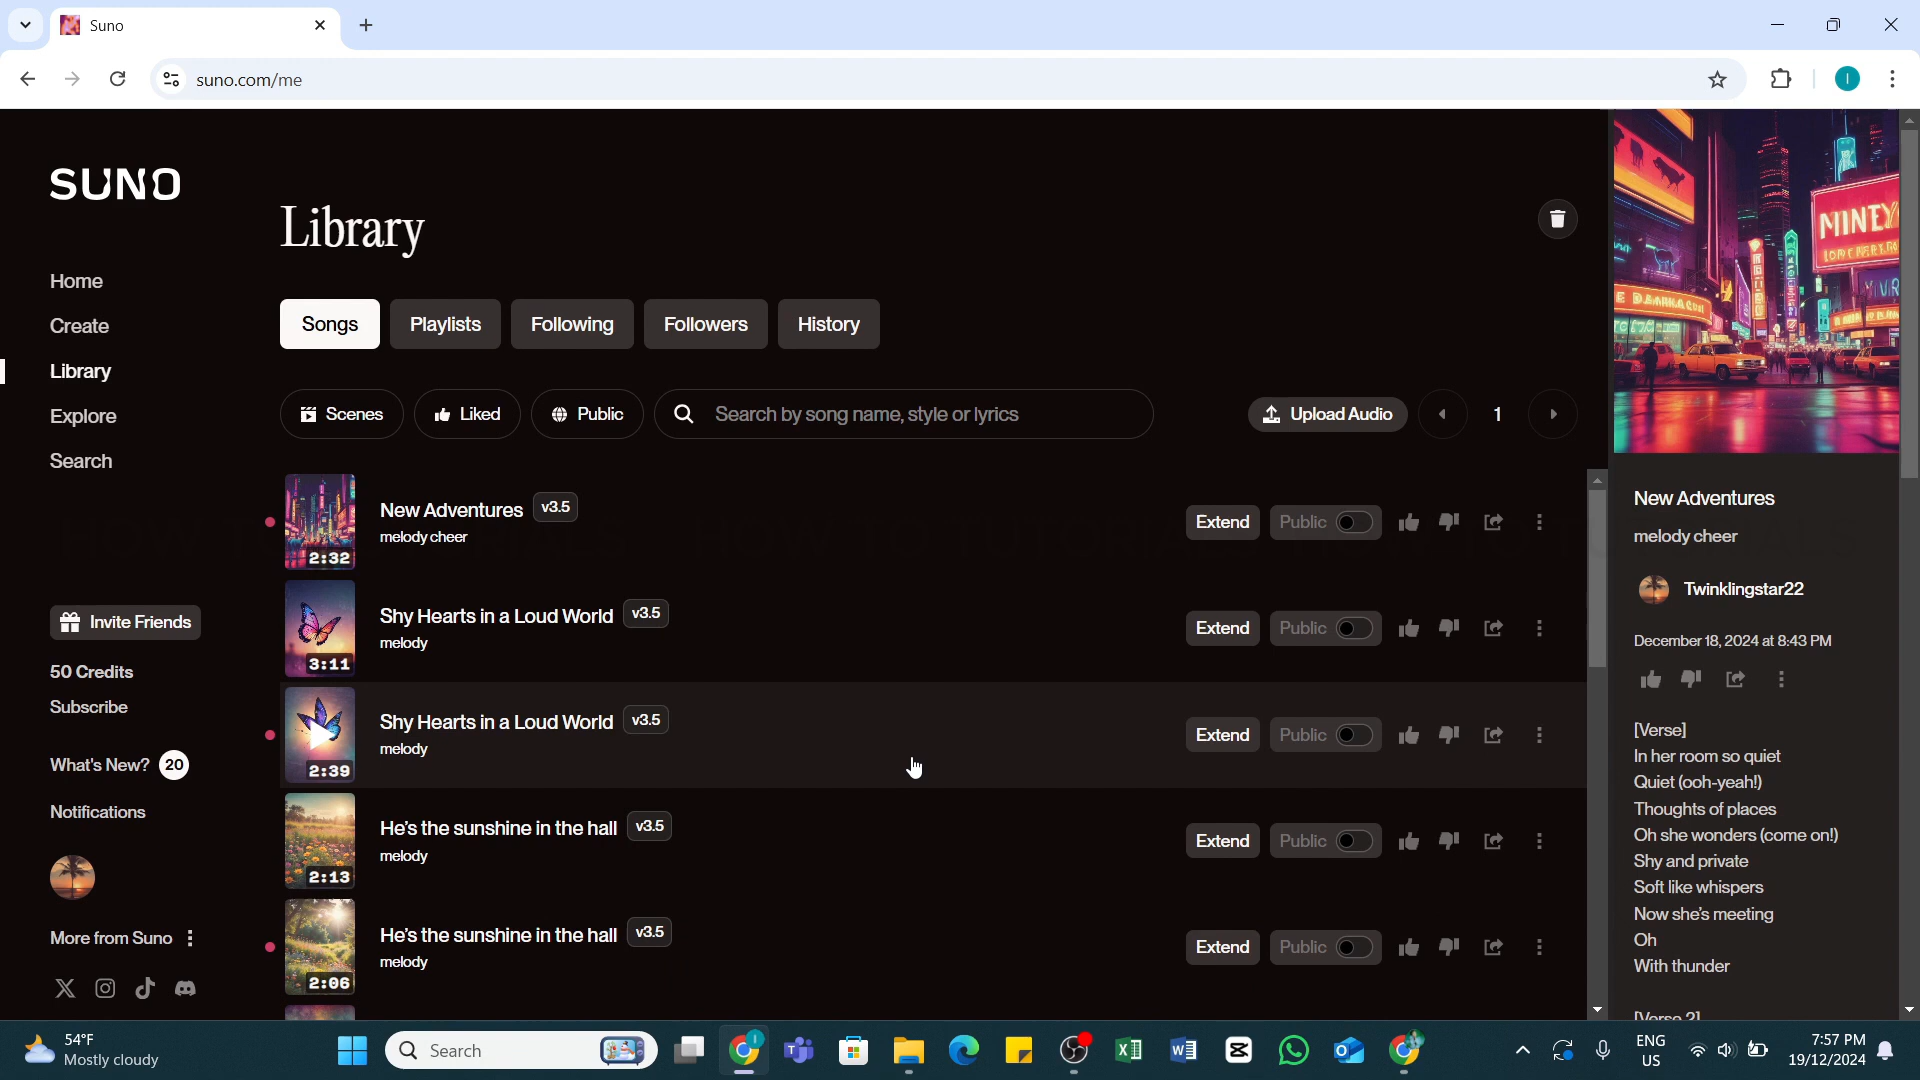 Suno
suno.com/me
I
SUNO
Home
Create
Library
Explore
Search
Invite Friends
50 Credits
Subscribe
What's New? 20
Notifications
More from Suno
Library
Songs Playlists Following Followers History
Scenes Liked Public Search by song name, style or lyrics Upload Audio 1
New Adventures v3.5
melody cheer
2:32
Extend Public
Shy Hearts in a Loud World v3.5
melody
3:11
Extend Public
Shy Hearts in a Loud World v3.5
melody
2:39
Extend Public
He's the sunshine in the hall v3.5
melody
2:13
Extend Public
He's the sunshine in the hall v3.5
melody
2:06
Extend Public
MINEY
New Adventures
melody cheer
Twinklingstar22
December 18, 2024 at 8:43 PM
[Verse]
In her room so quiet
Quiet (ooh-yeah!)
Thoughts of places
Oh she wonders (come on!)
Shy and private
Soft like whispers
Now she's meeting
Oh
With thunder
[Verse 2]
54°F
Mostly cloudy
Search
ENG
US
7:57 PM
19/12/2024